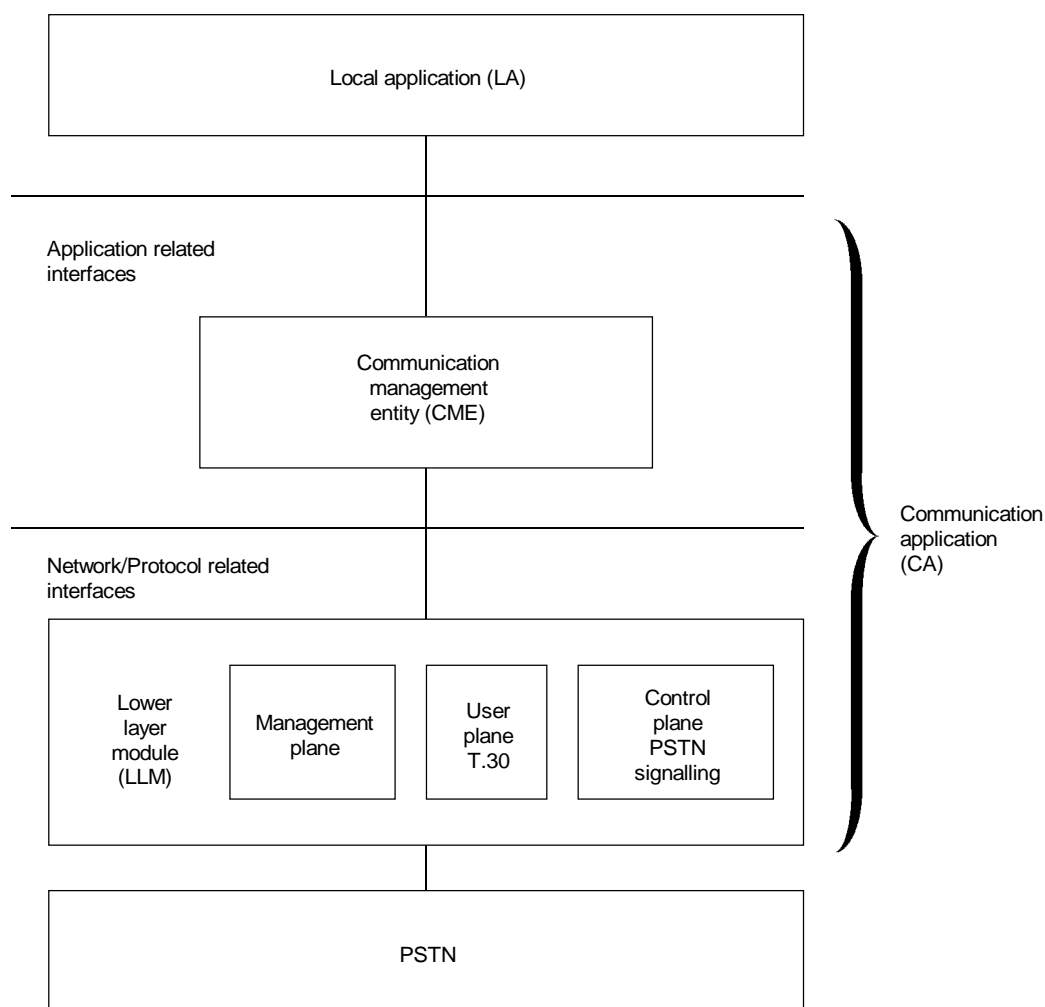 Local application (LA)
Application related
interfaces
Communication
management
entity (CME)
Communication
application
(CA)
Network/Protocol related
interfaces
Lower
layer
module
(LLM)
Management
plane
User
plane
T.30
Control
plane
PSTN
signalling
PSTN